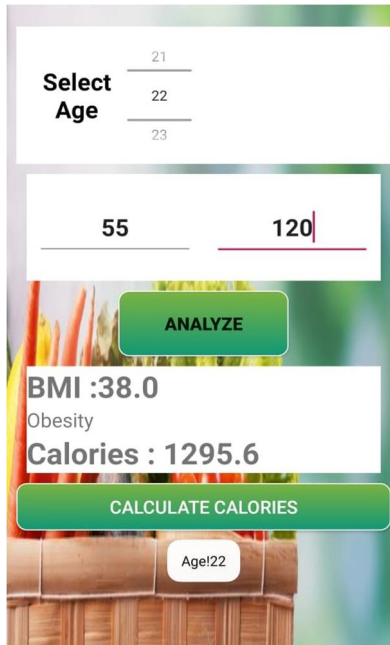 21
Select
Age
22
23
55
120
ANALYZE
BMI :38.0
Obesity
Calories : 1295.6
CALCULATE CALORIES
Age!22